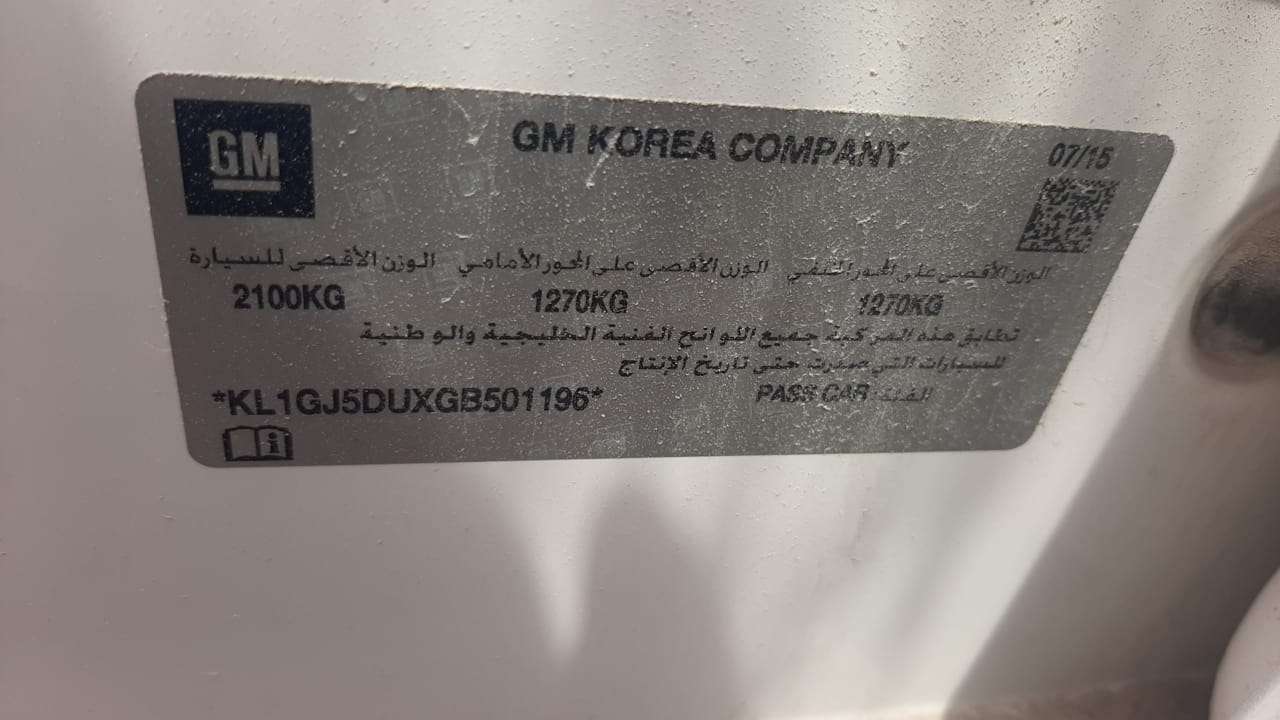 GM
GM KOREA COMPANY
07/15
الوزن الأقصى على المحور الخلفي الوزن الأقصى على المحور الأمامي الوزن الأقصى للسيارة
2100KG 1270KG 1270KG
تطابق هذه المركبة جميع اللوائح الفنية الخليجية والوطنية
للسيارات التي صدرت حتى تاريخ الإنتاج
*KL1GJ5DUXGB501196*
الفئة: PASS CAR